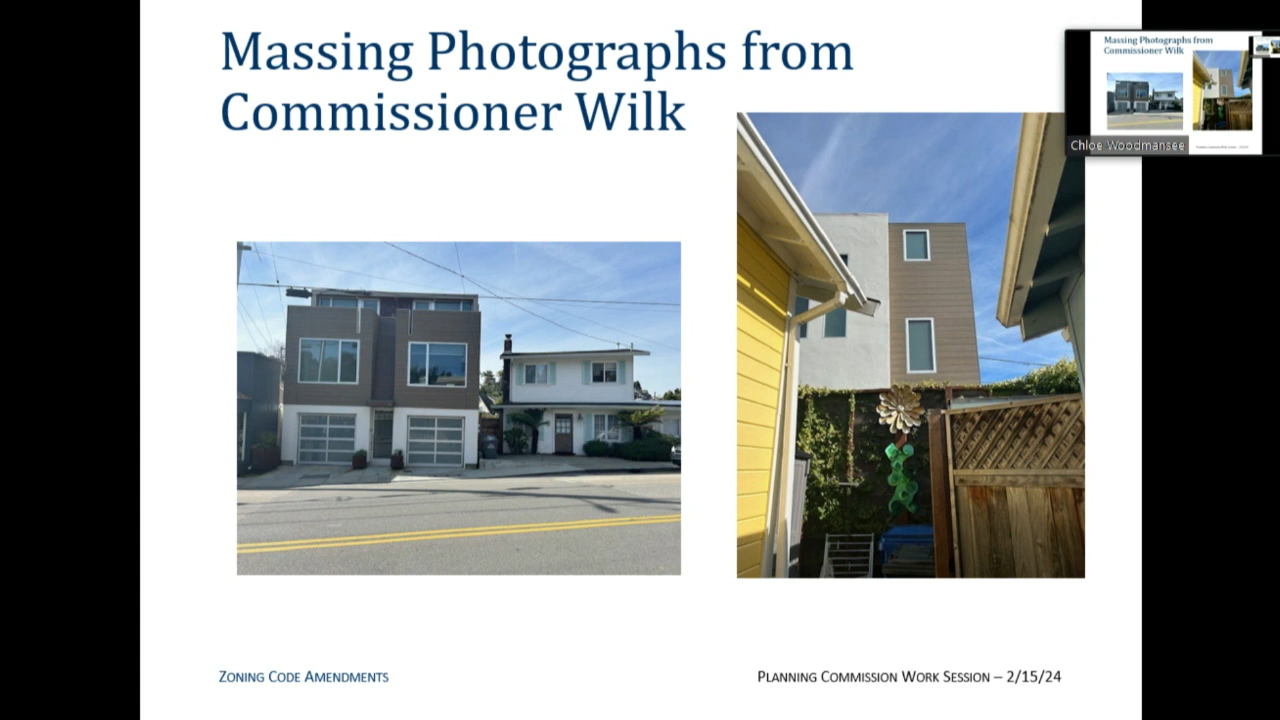 Massing Photographs from
Commissioner Wilk
Massing Photographs from
Commissioner Wilk
Chloe Woodmansee
ZONING CODE AMENDMENTS
PLANNING COMMISSION WORK SESSION – 2/15/24